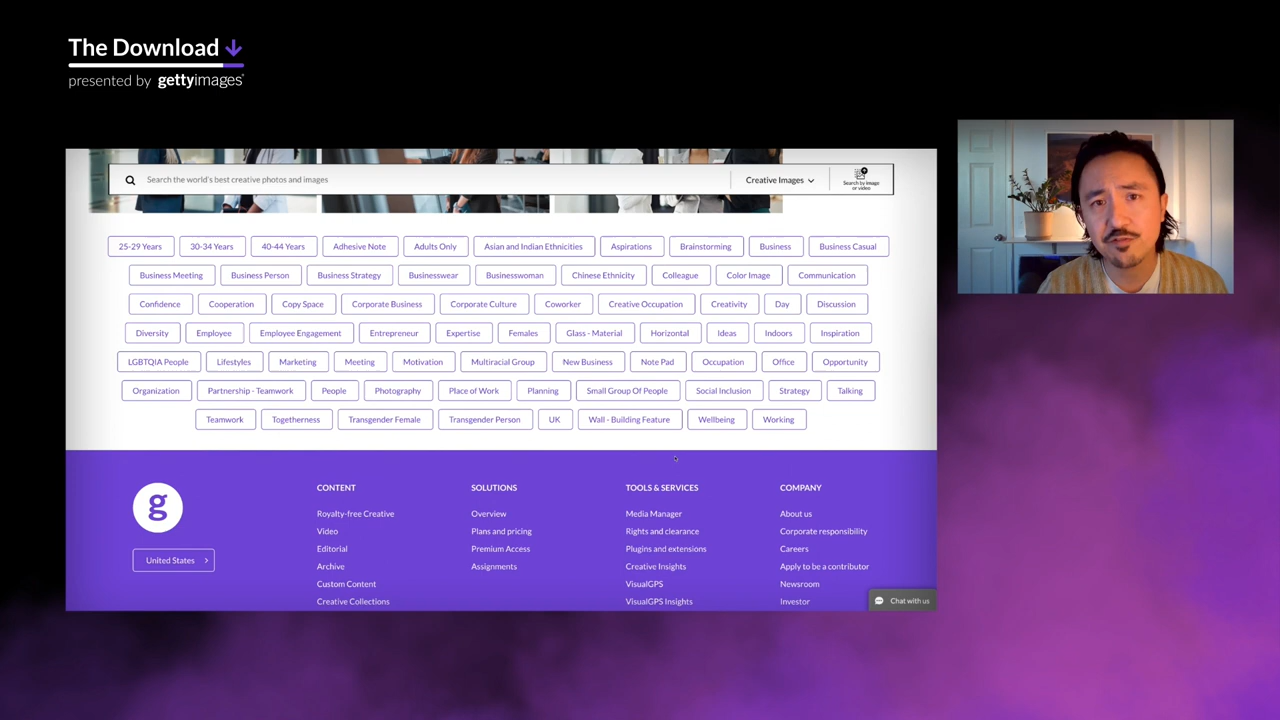 The Download
presented by gettyimages®
Search the world's best creative photos and images
Creative Images
Search by image
or video
25-29 Years 30-34 Years 40-44 Years Adhesive Note Adults Only Asian and Indian Ethnicities Aspirations Brainstorming Business Business Casual
Business Meeting Business Person Business Strategy Businesswear Businesswoman Chinese Ethnicity Colleague Color Image Communication
Confidence Cooperation Copy Space Corporate Business Corporate Culture Coworker Creative Occupation Creativity Day Discussion
Diversity Employee Employee Engagement Entrepreneur Expertise Females Glass - Material Horizontal Ideas Indoors Inspiration
LGBTQIA People Lifestyles Marketing Meeting Motivation Multiracial Group New Business Note Pad Occupation Office Opportunity
Organization Partnership - Teamwork People Photography Place of Work Planning Small Group Of People Social Inclusion Strategy Talking
Teamwork Togetherness Transgender Female Transgender Person UK Wall - Building Feature Wellbeing Working
g
United States
CONTENT
Royalty-free Creative
Video
Editorial
Archive
Custom Content
Creative Collections
SOLUTIONS
Overview
Plans and pricing
Premium Access
Assignments
TOOLS & SERVICES
Media Manager
Rights and clearance
Plugins and extensions
Creative Insights
VisualGPS
VisualGPS Insights
COMPANY
About us
Corporate responsibility
Careers
Apply to be a contributor
Newsroom
Investor
Chat with us